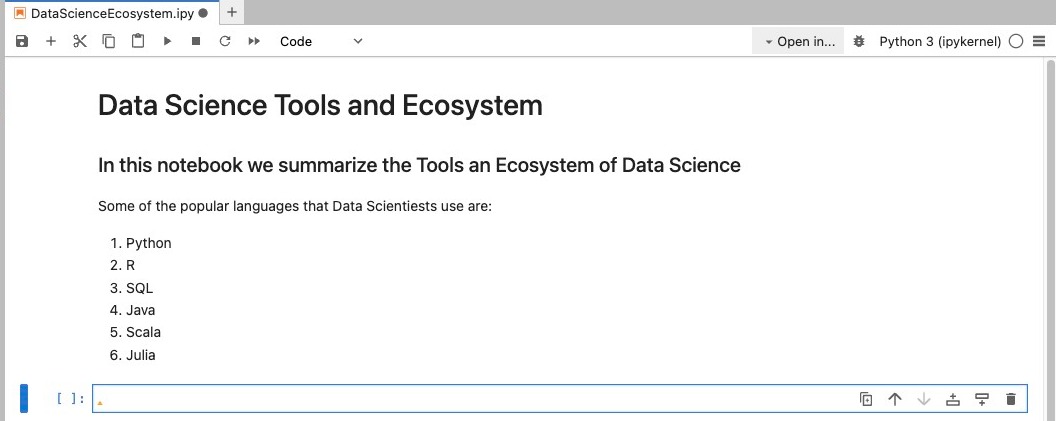 DataScienceEcosystem.ipy
Code
Open in...
Python 3 (ipykernel)
Data Science Tools and Ecosystem
In this notebook we summarize the Tools an Ecosystem of Data Science
Some of the popular languages that Data Scientiests use are:
1. Python
2. R
3. SQL
4. Java
5. Scala
6. Julia
[ ]: